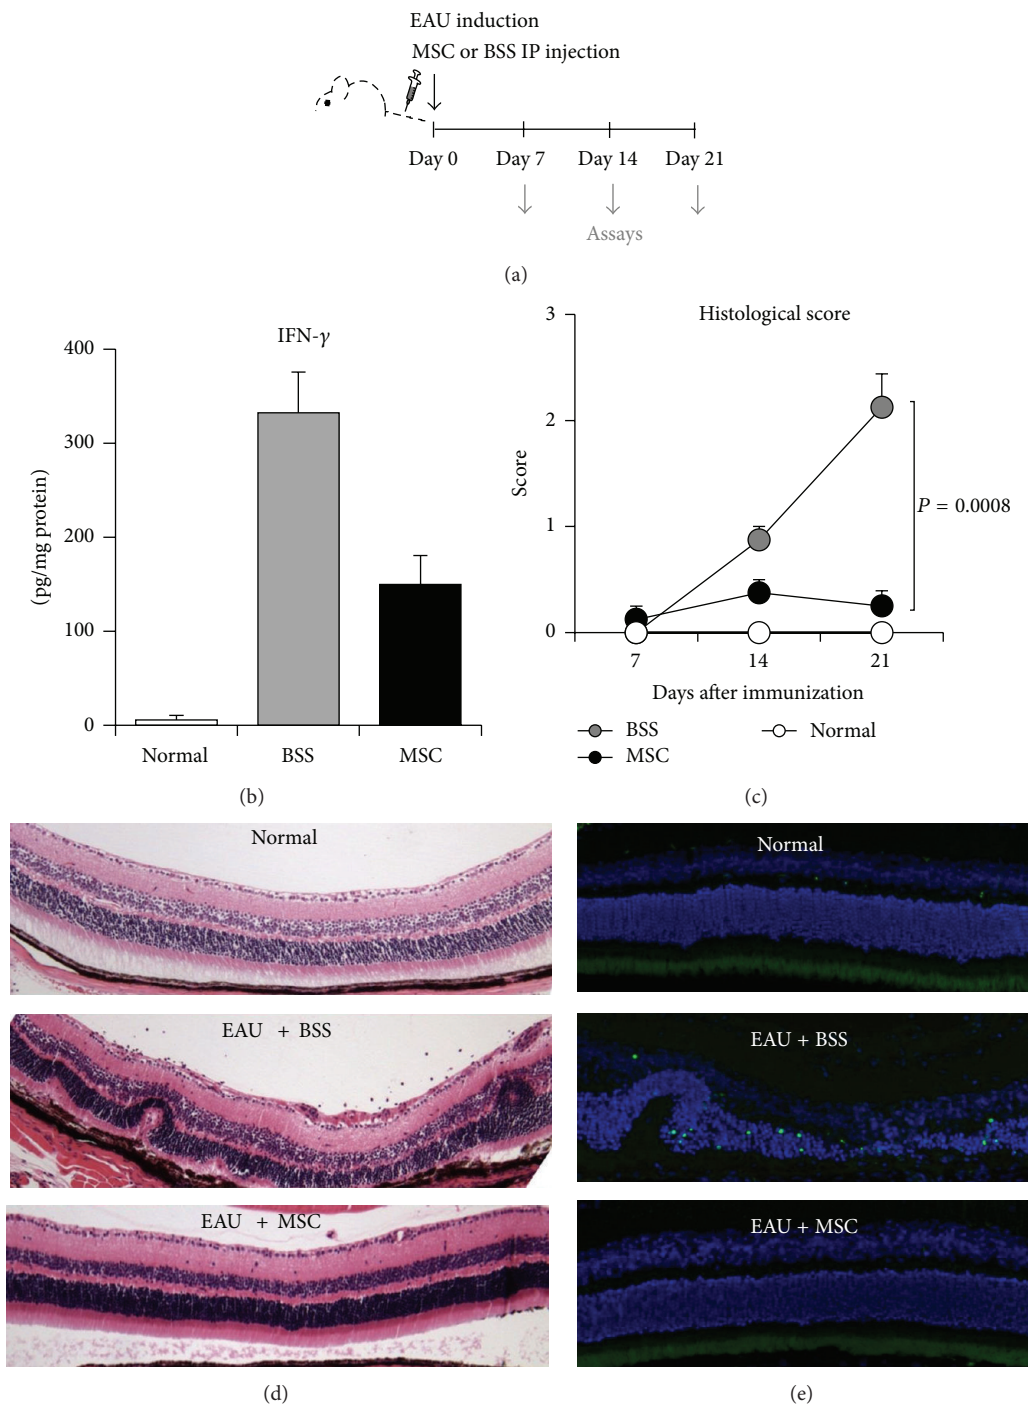 EAU induction
MSC or BSS IP injection
Day 0 Day 7 Day 14 Day 21
Assays
(a)
IFN-γ
(pg/mg protein)
400
300
200
100
0
Normal BSS MSC
(b)
Histological score
Score
3
2
1
0
P = 0.0008
7 14 21
Days after immunization
BSS Normal
MSC
(c)
Normal
EAU + BSS
EAU + MSC
(d)
Normal
EAU + BSS
EAU + MSC
(e)